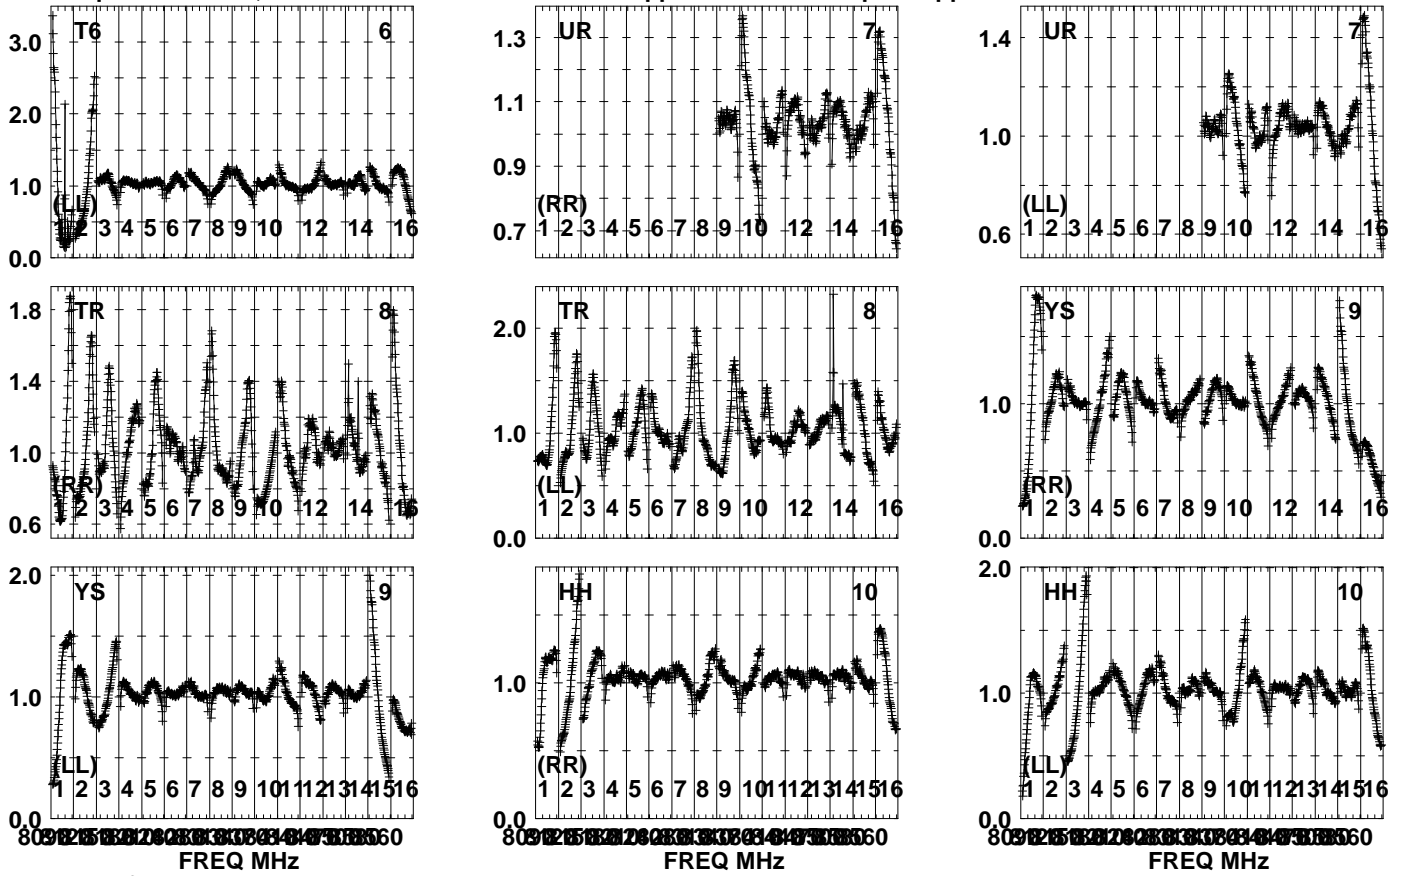 T6 6
3.0
2.0
1.0
0.0
(LL)
1 2 3 4 5 6 7 8 9 10 12 14 16
UR 7
1.3
1.1
0.9
0.7
(RR)
1 2 3 4 5 6 7 8 9 10 12 14 16
UR 7
1.4
1.0
0.6
(LL)
1 2 3 4 5 6 7 8 9 10 12 14 16
TR 8
1.8
1.4
1.0
0.6
(RR)
2 3 4 5 6 7 8 9 10 12 14 16
TR 8
2.0
1.0
0.0
(LL)
1 2 3 4 5 6 7 8 9 10 12 14 16
YS 9
1.0
0.0
(RR)
1 2 3 4 5 6 7 8 9 10 12 14 16
YS 9
2.0
1.0
0.0
(LL)
1 2 3 4 5 6 7 8 9 10 11 12 13 14 15 16
FREQ MHz
HH 10
1.0
0.0
(RR)
1 2 3 4 5 6 7 8 9 10 11 12 13 14 15 16
FREQ MHz
HH 10
2.0
1.0
0.0
(LL)
1 2 3 4 5 6 7 8 9 10 11 12 13 14 15 16
FREQ MHz